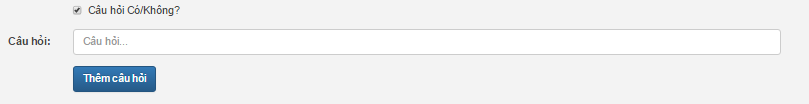 Câu hỏi Có/Không?
Câu hỏi: Câu hỏi...
Thêm câu hỏi